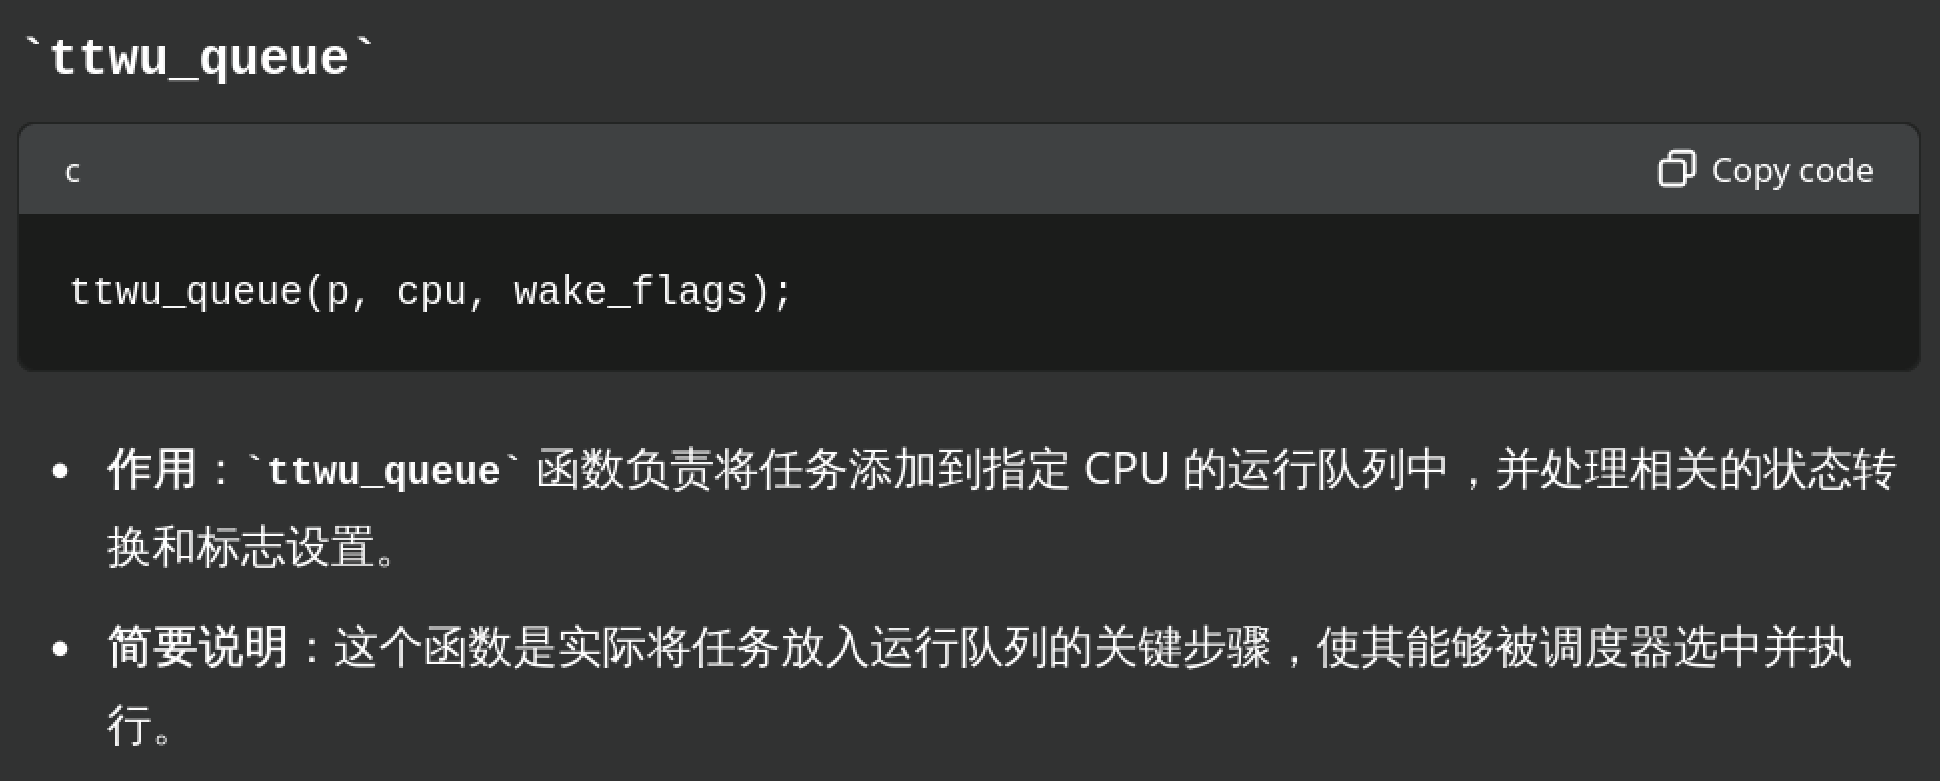 `ttwu_queue`
c
Copy code
ttwu_queue(p, cpu, wake_flags);
• 作用：`ttwu_queue` 函数负责将任务添加到指定 CPU 的运行队列中，并处理相关的状态转
换和标志设置。
• 简要说明：这个函数是实际将任务放入运行队列的关键步骤，使其能够被调度器选中并执
行。